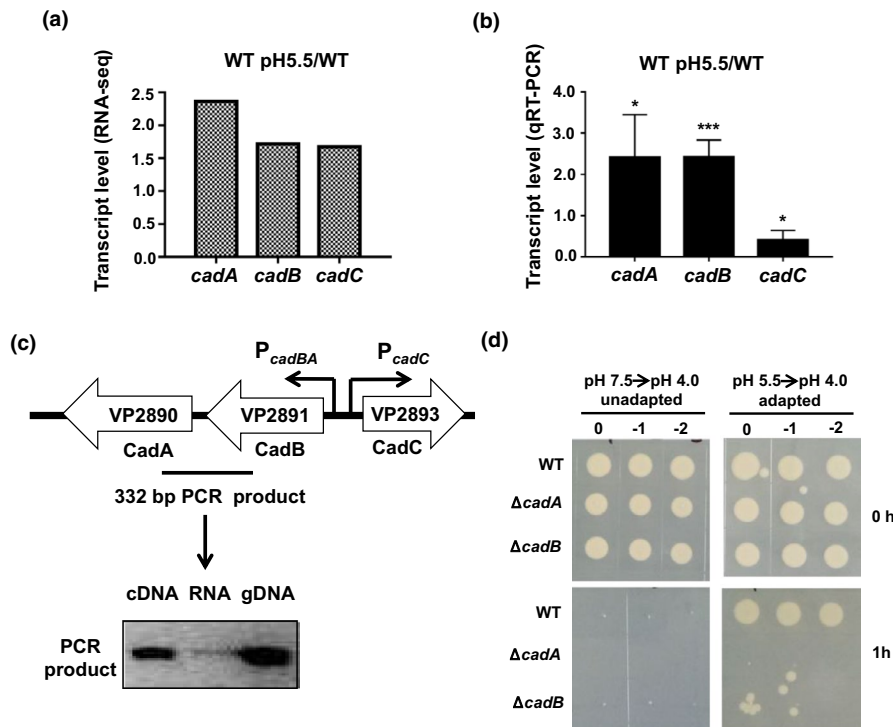 (a)
WT pH5.5/WT
Transcript level (RNA-seq)
2.5
2.0
1.5
1.0
0.5
0.0
cadA cadB cadC
(b)
WT pH5.5/WT
Transcript level (qRT-PCR)
4.0
3.0
2.0
1.0
0.0
*
***
*
cadA cadB cadC
(c)
PcadBA PcadC
VP2890 VP2891 VP2893
CadA CadB CadC
332 bp PCR product
cDNA RNA gDNA
PCR
product
(d)
pH 7.5→pH 4.0
unadapted
pH 5.5→pH 4.0
adapted
0 -1 -2 0 -1 -2
WT
ΔcadA
ΔcadB
0 h
WT
ΔcadA
ΔcadB
1h